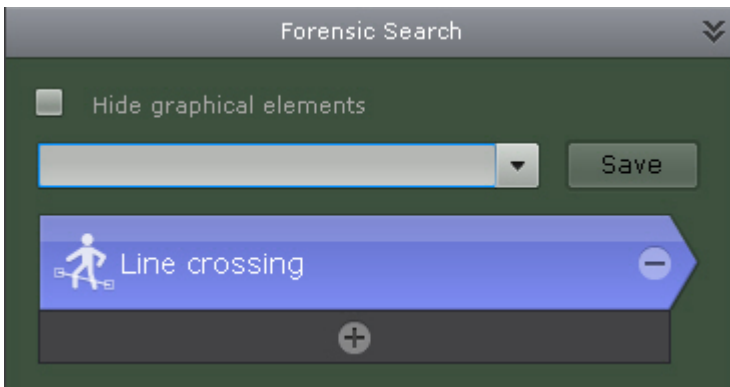 Forensic Search
Hide graphical elements
Save
Line crossing